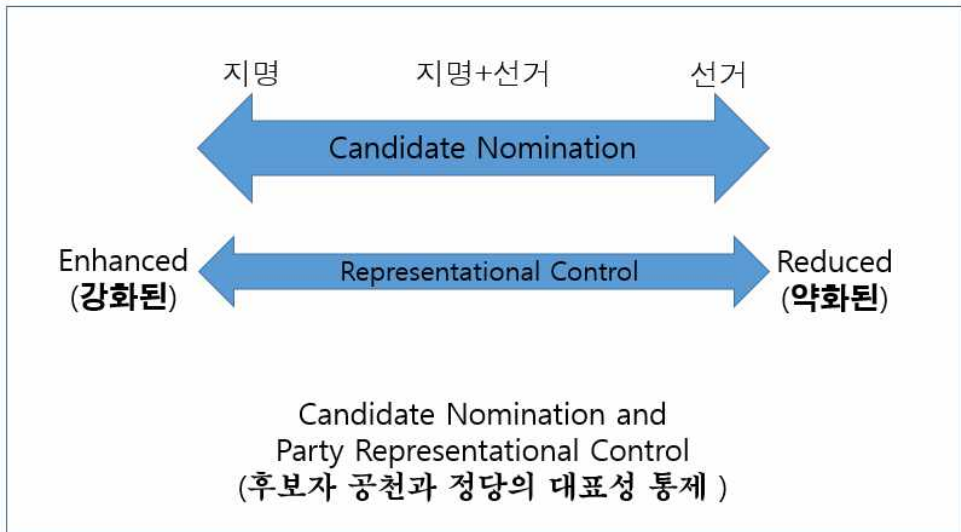 지명 지명+선거 선거
Candidate Nomination
Enhanced
(강화된)
Representational Control
Reduced
(약화된)
Candidate Nomination and
Party Representational Control
(후보자 공천과 정당의 대표성 통제 )